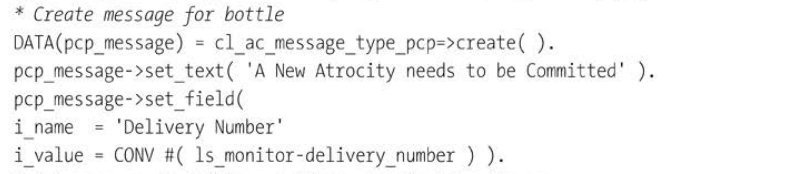 * Create message for bottle
DATA(pcp_message) = cl_ac_message_type_pcp=>create( ).
pcp_message->set_text( 'A New Atrocity needs to be Committed' ).
pcp_message->set_field(
i_name  = 'Delivery Number'
i_value = CONV #( ls_monitor-delivery_number ) ).